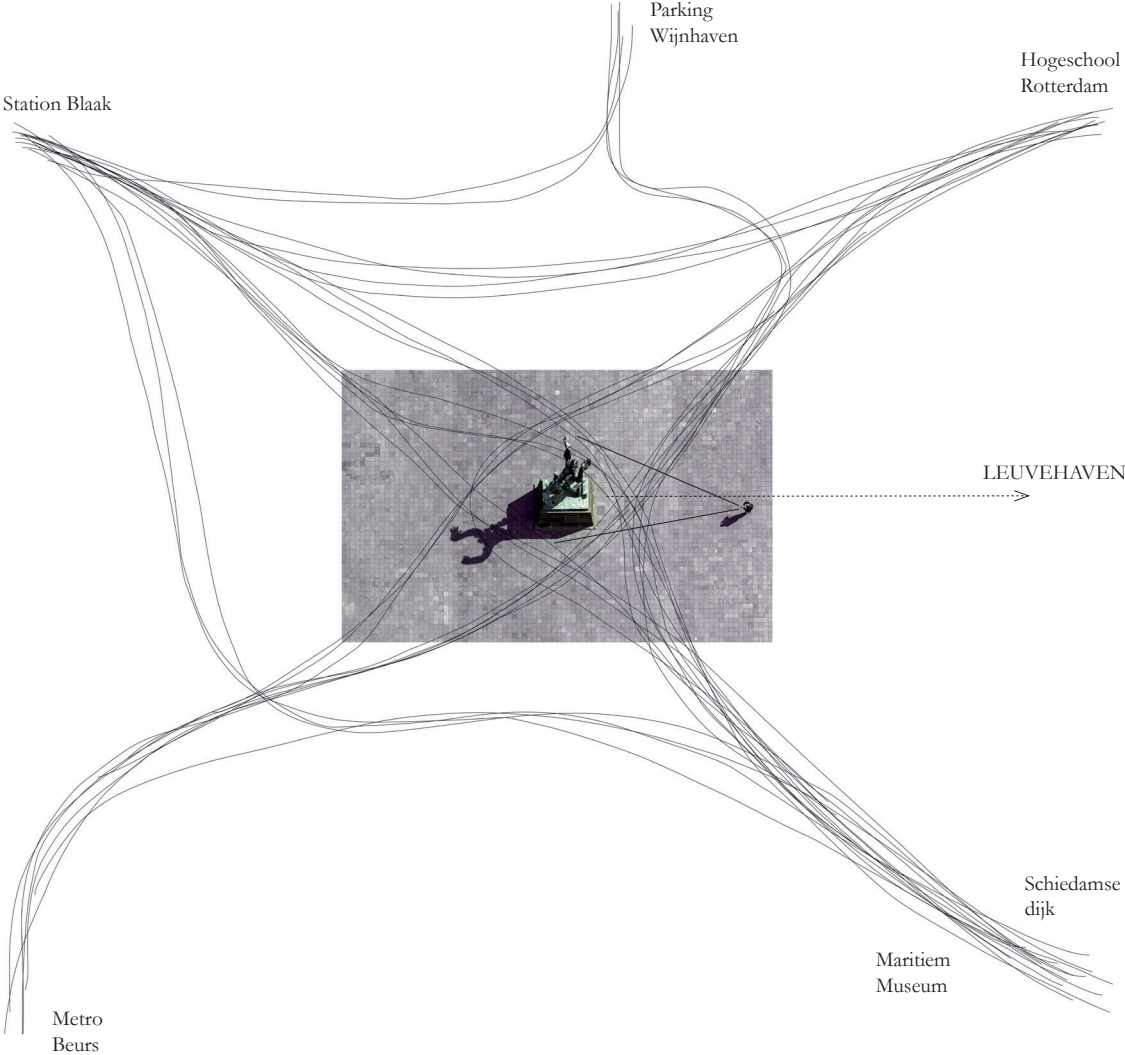 Parking
Wijnhaven
Hogeschool
Rotterdam
Station Blaak
LEUVEHAVEN
Schiedamse
dijk
Maritiem
Museum
Metro
Beurs